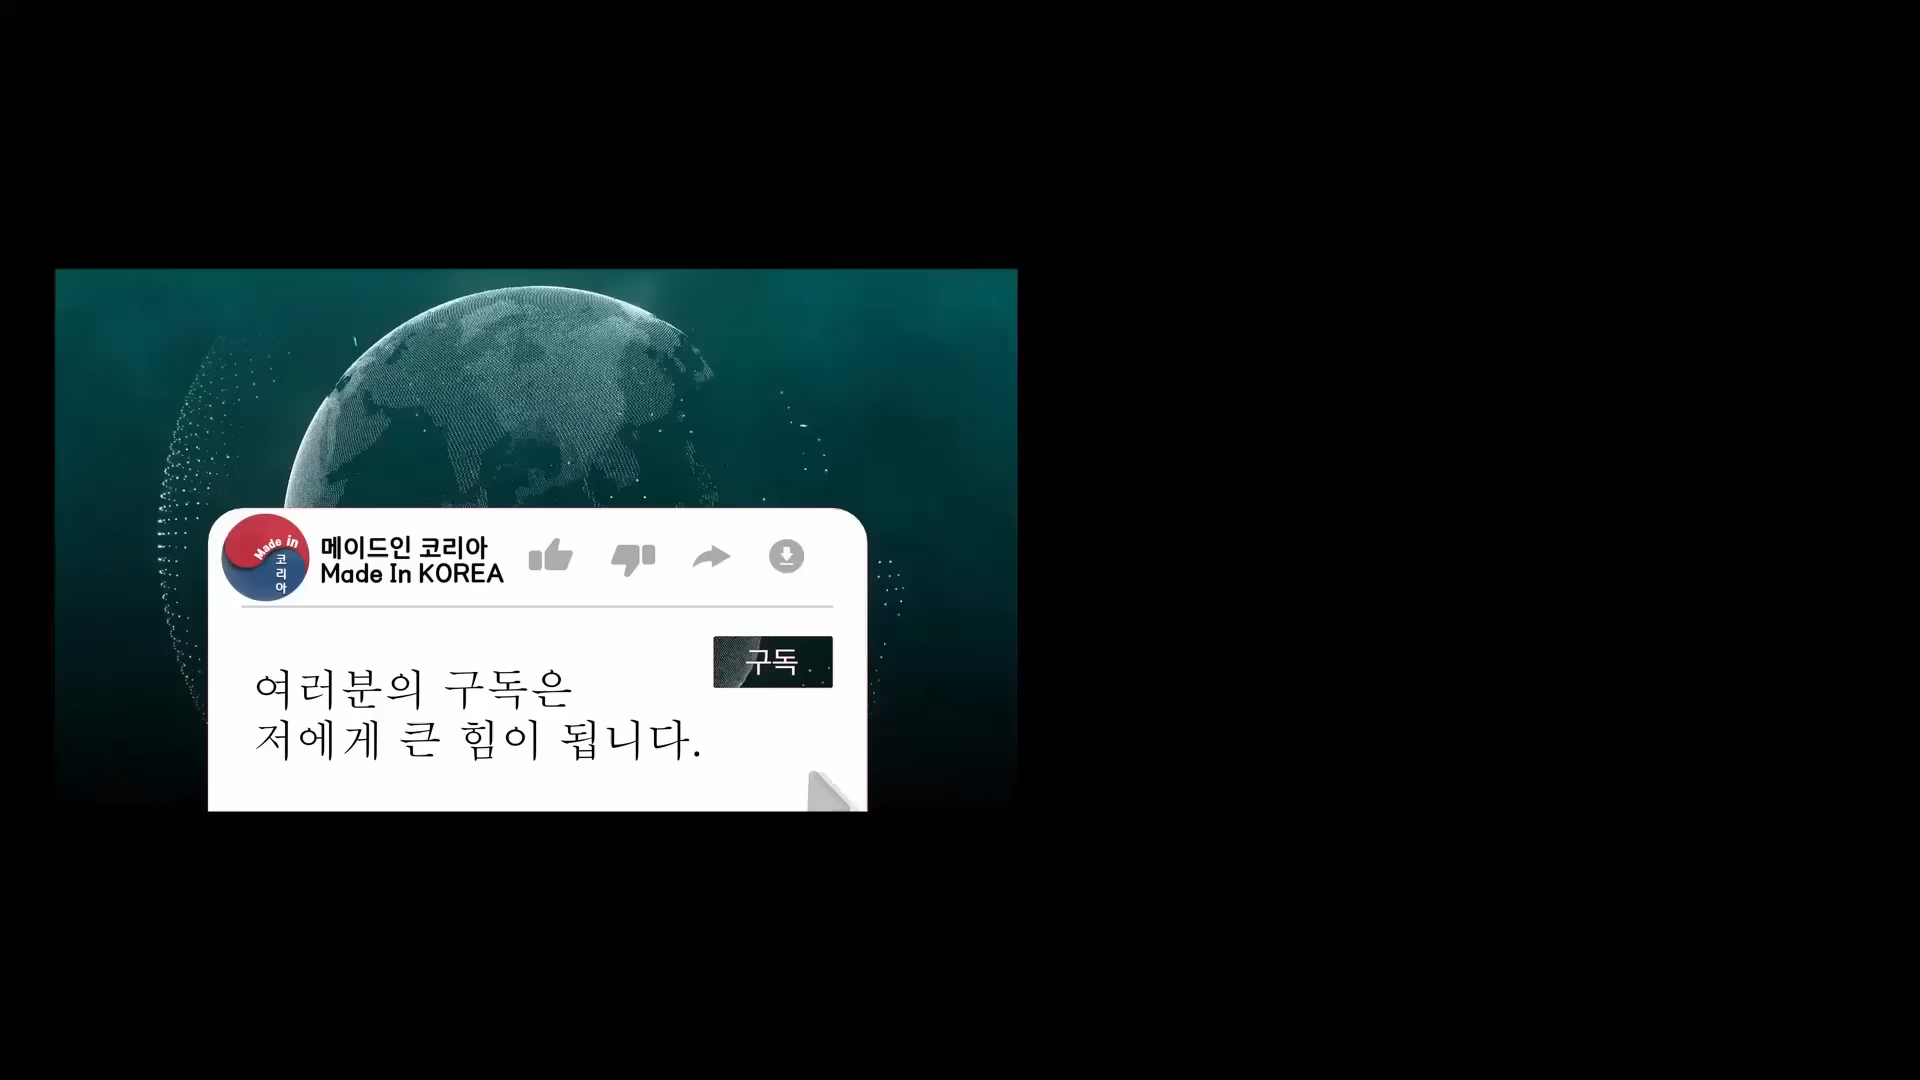 Made in
코리아
메이드인 코리아
Made In KOREA
구독
여러분의 구독은
저에게 큰 힘이 됩니다.